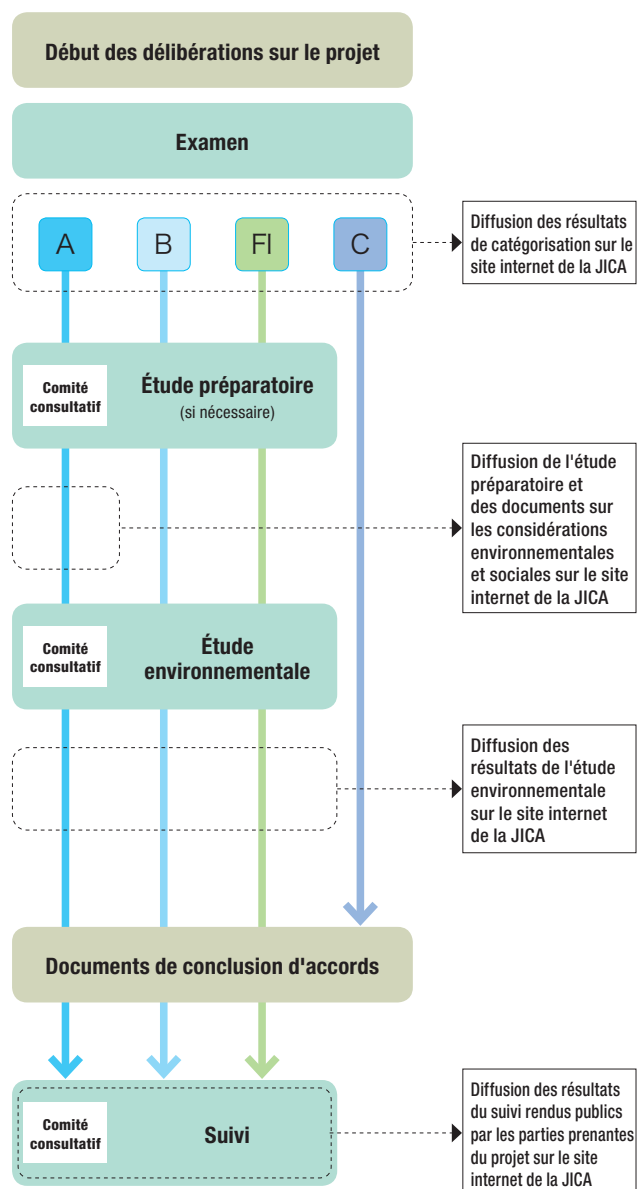 Début des délibérations sur le projet
Examen
A
B
FI
C
Diffusion des résultats
de catégorisation sur le
site internet de la JICA
Comité
consultatif
Étude préparatoire
(si nécessaire)
Diffusion de l'étude
préparatoire et
des documents sur
les considérations
environnementales
et sociales sur le site
internet de la JICA
Comité
consultatif
Étude
environnementale
Diffusion des
résultats de l'étude
environnementale
sur le site internet
de la JICA
Documents de conclusion d'accords
Comité
consultatif
Suivi
Diffusion des résultats
du suivi rendus publics
par les parties prenantes
du projet sur le site
internet de la JICA